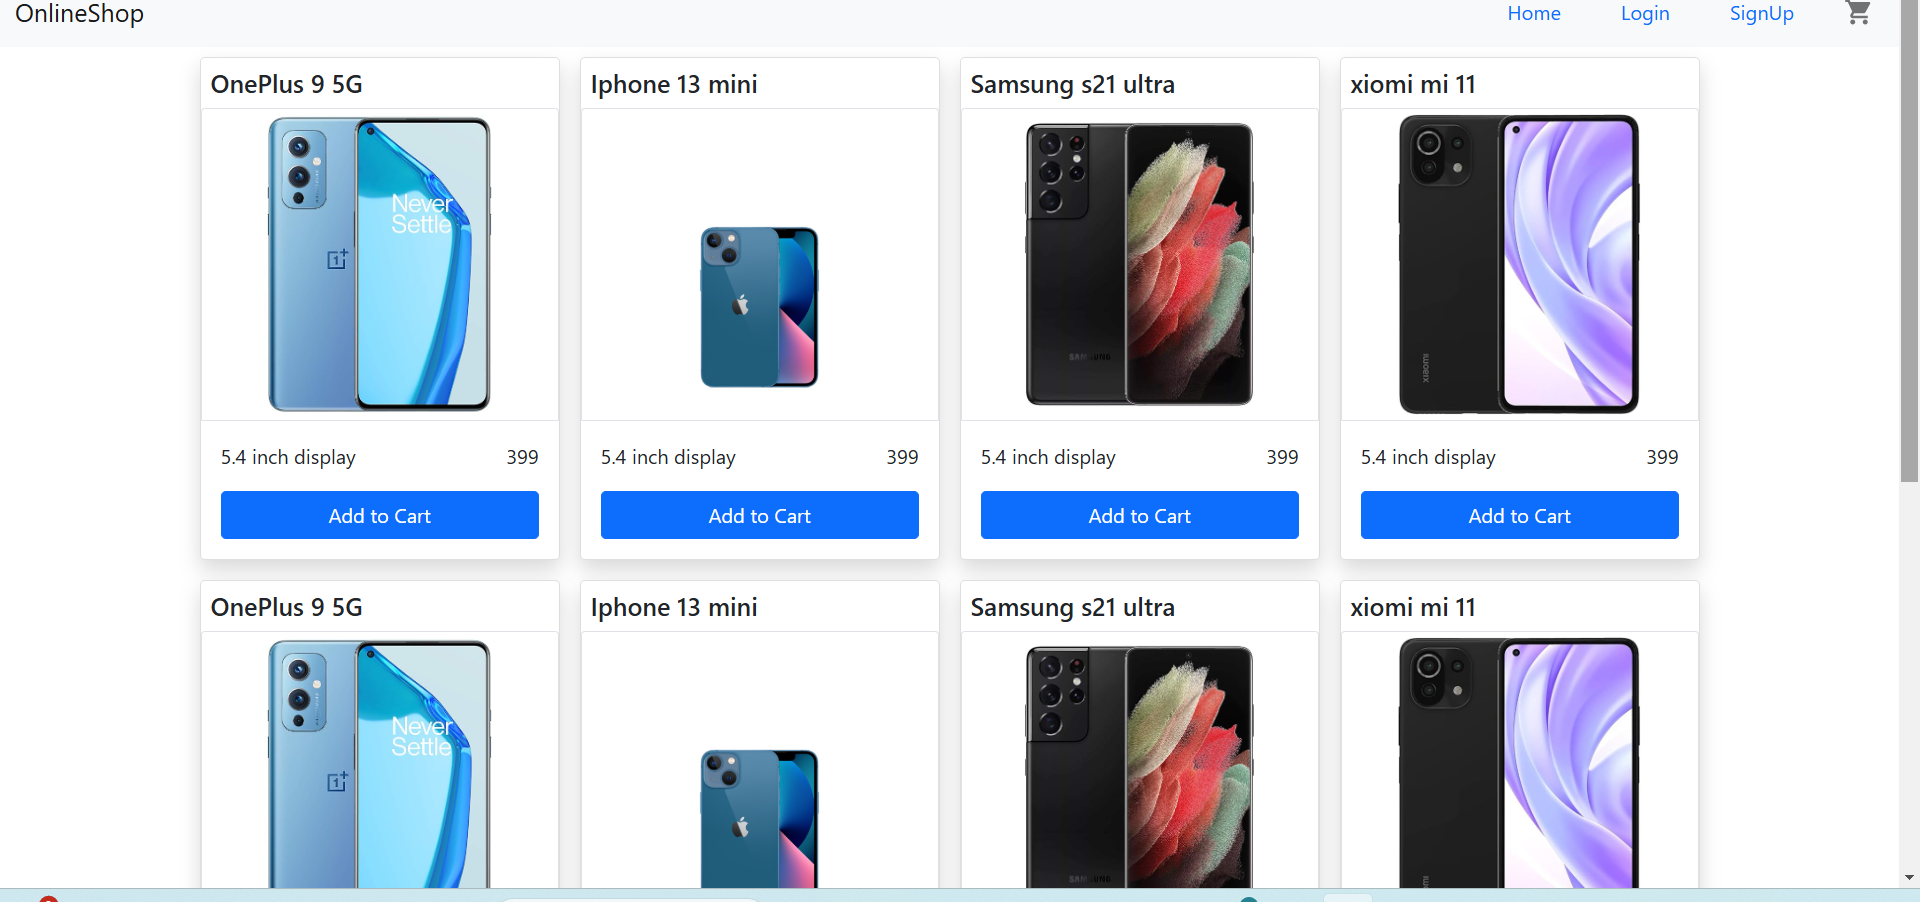 OnlineShop
Home Login SignUp
OnePlus 9 5G
Iphone 13 mini
Samsung s21 ultra
xiomi mi 11
Never
Settle
SAMSUNG
xiaomi
5.4 inch display 399
5.4 inch display 399
5.4 inch display 399
5.4 inch display 399
Add to Cart
Add to Cart
Add to Cart
Add to Cart
OnePlus 9 5G
Iphone 13 mini
Samsung s21 ultra
xiomi mi 11
Never
Settle
SAMSUNG